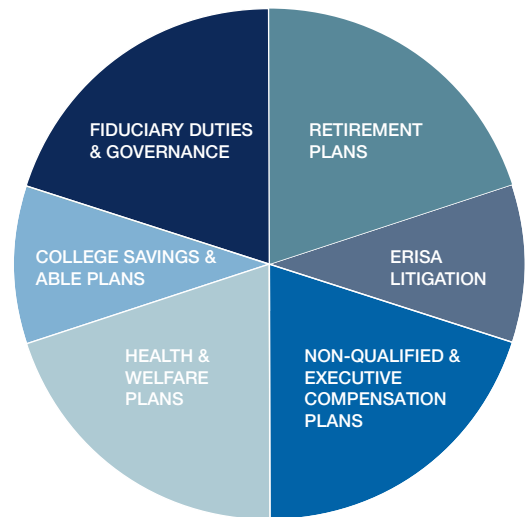 FIDUCIARY DUTIES
& GOVERNANCE
RETIREMENT
PLANS
COLLEGE SAVINGS &
ABLE PLANS
ERISA
LITIGATION
HEALTH &
WELFARE
PLANS
NON-QUALIFIED &
EXECUTIVE
COMPENSATION
PLANS